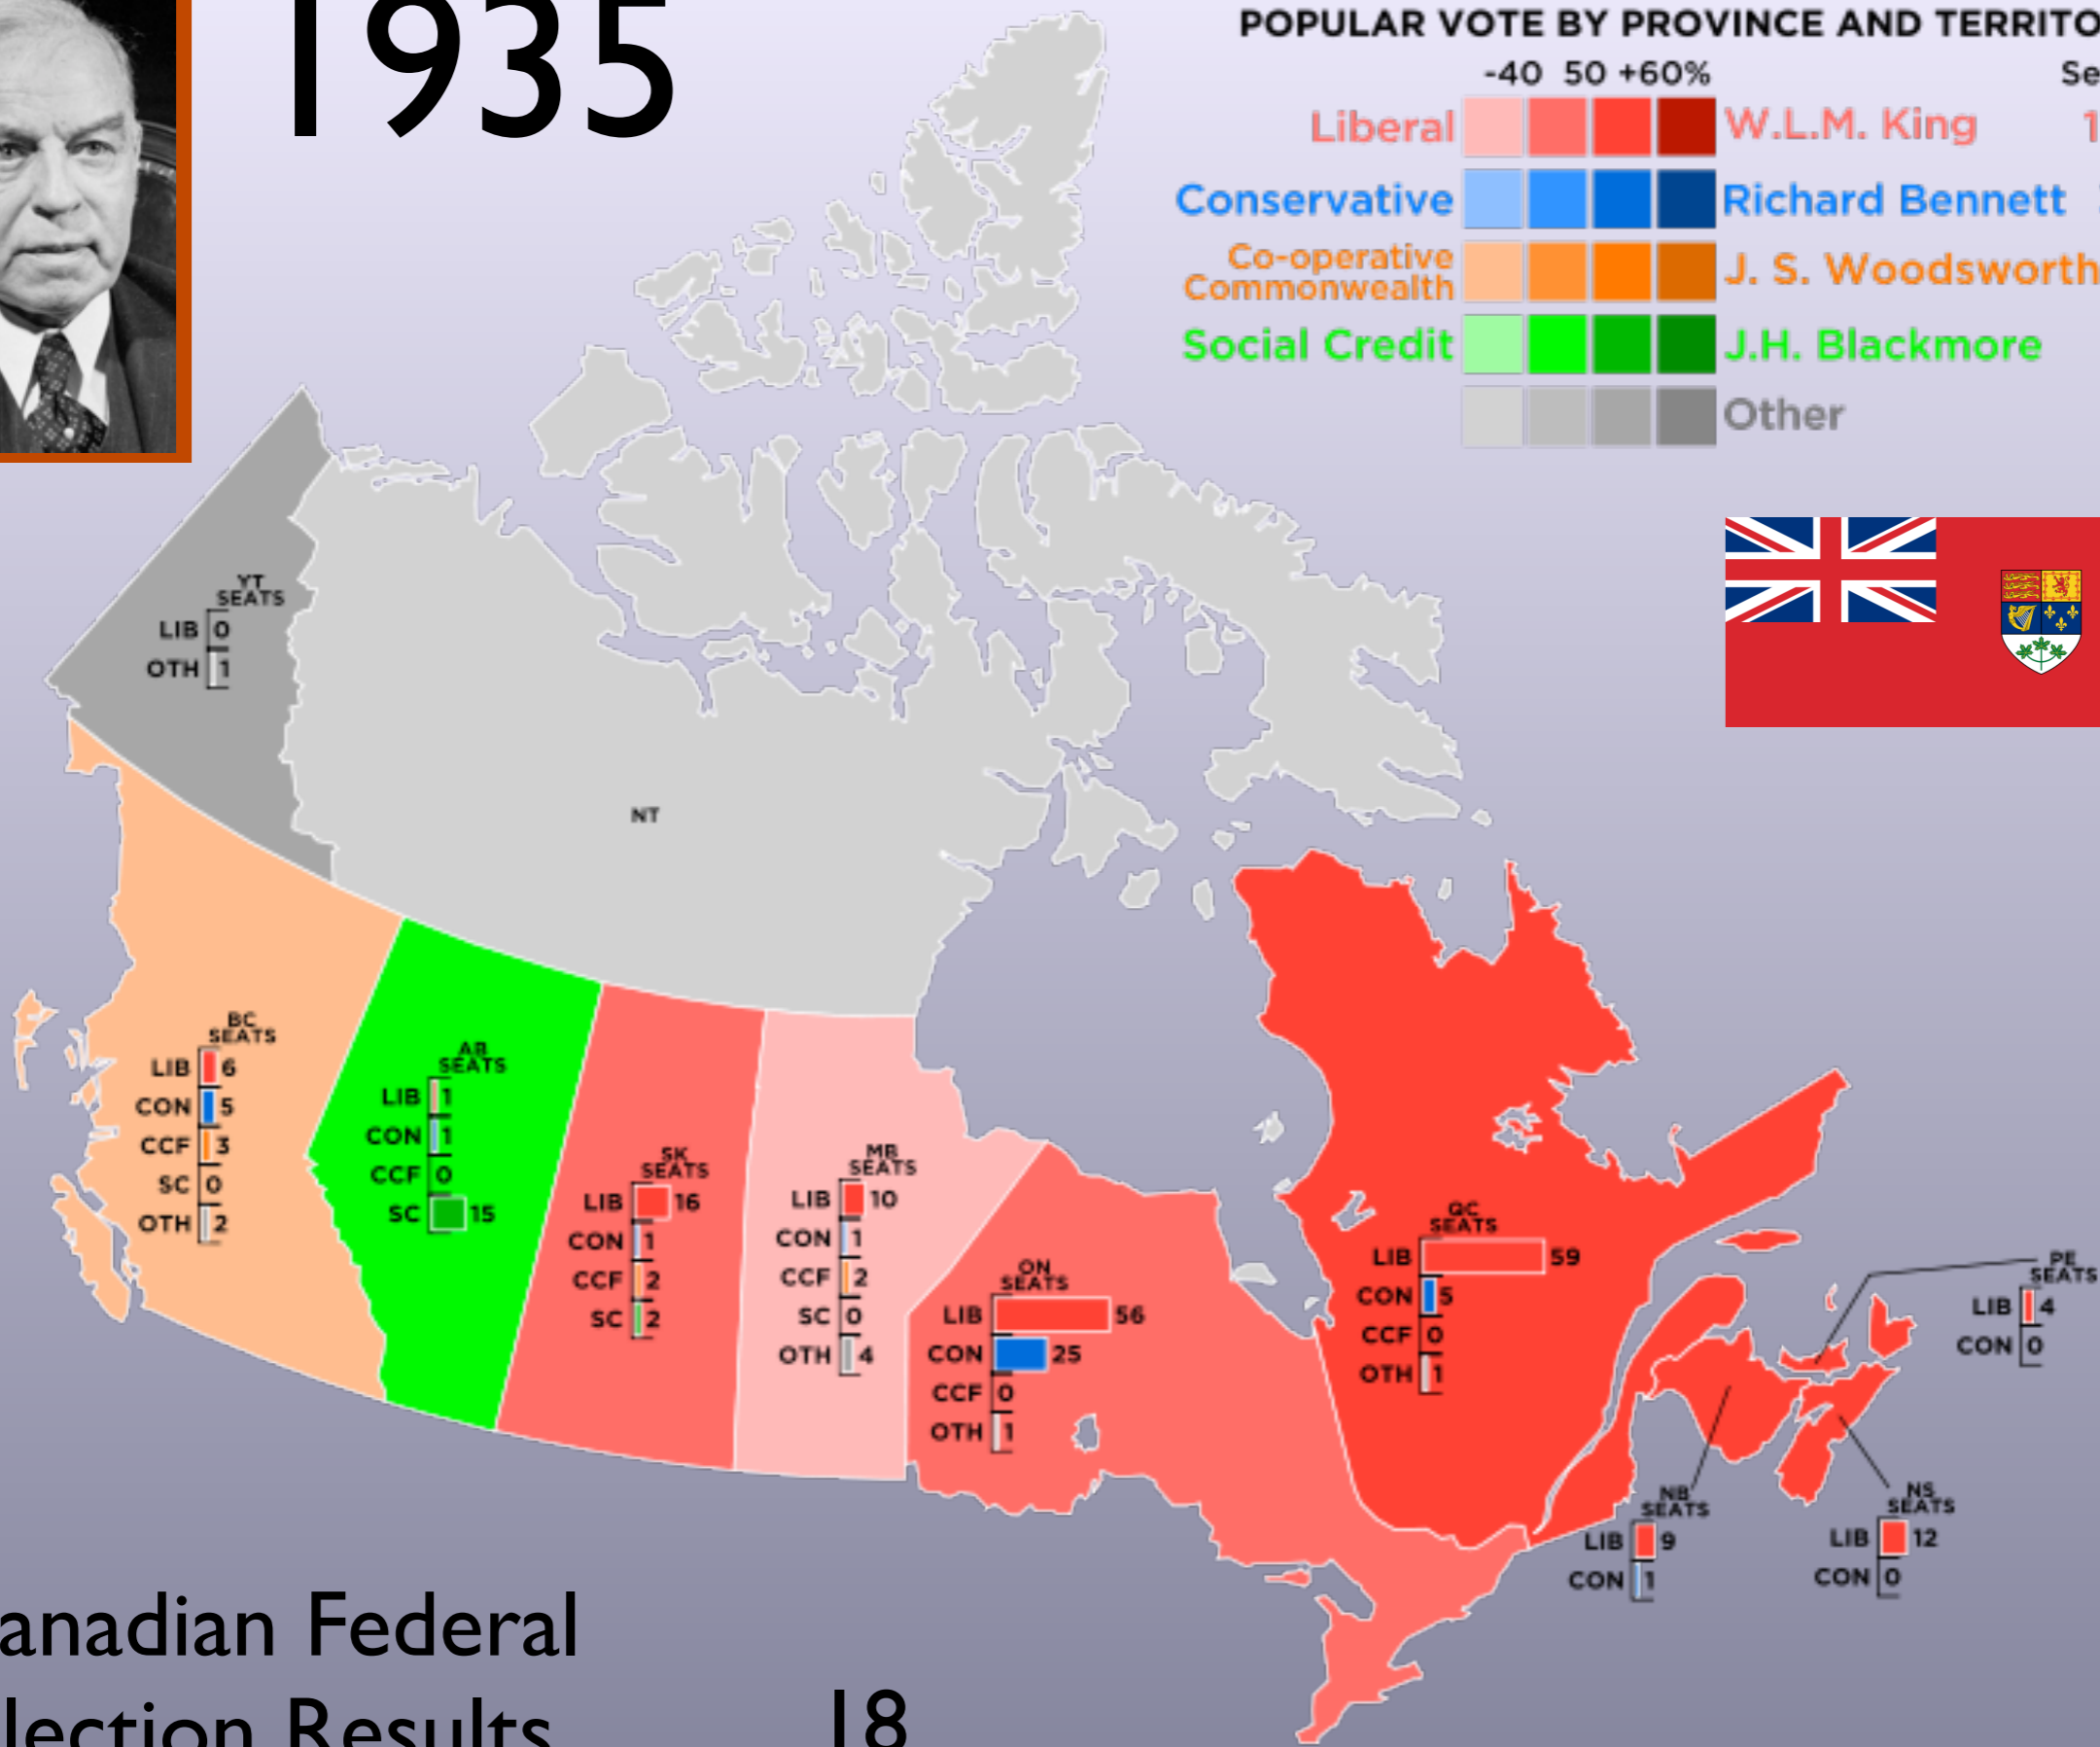 1935
POPULAR VOTE BY PROVINCE AND TERRITO
-40 50 +60%
Se
Liberal W.L.M. King 1
Conservative Richard Bennett
Co-operative
Commonwealth
J. S. Woodsworth
Social Credit J.H. Blackmore
Other
YT
SEATS
LIB 0
OTH 1
NT
BC
SEATS
LIB 6
CON 5
CCF 3
SC 0
OTH 2
AB
SEATS
LIB 1
CON 1
CCF 0
SC 15
SK
SEATS
LIB 16
CON 1
CCF 2
SC 2
MB
SEATS
LIB 10
CON 1
CCF 2
SC 0
OTH 4
ON
SEATS
LIB 56
CON 25
CCF 0
OTH 1
QC
SEATS
LIB 59
CON 5
CCF 0
OTH 1
PE
SEATS
LIB 4
CON 0
NB
SEATS
LIB 9
CON 1
NS
SEATS
LIB 12
CON 0
anadian Federal
lection Results
18